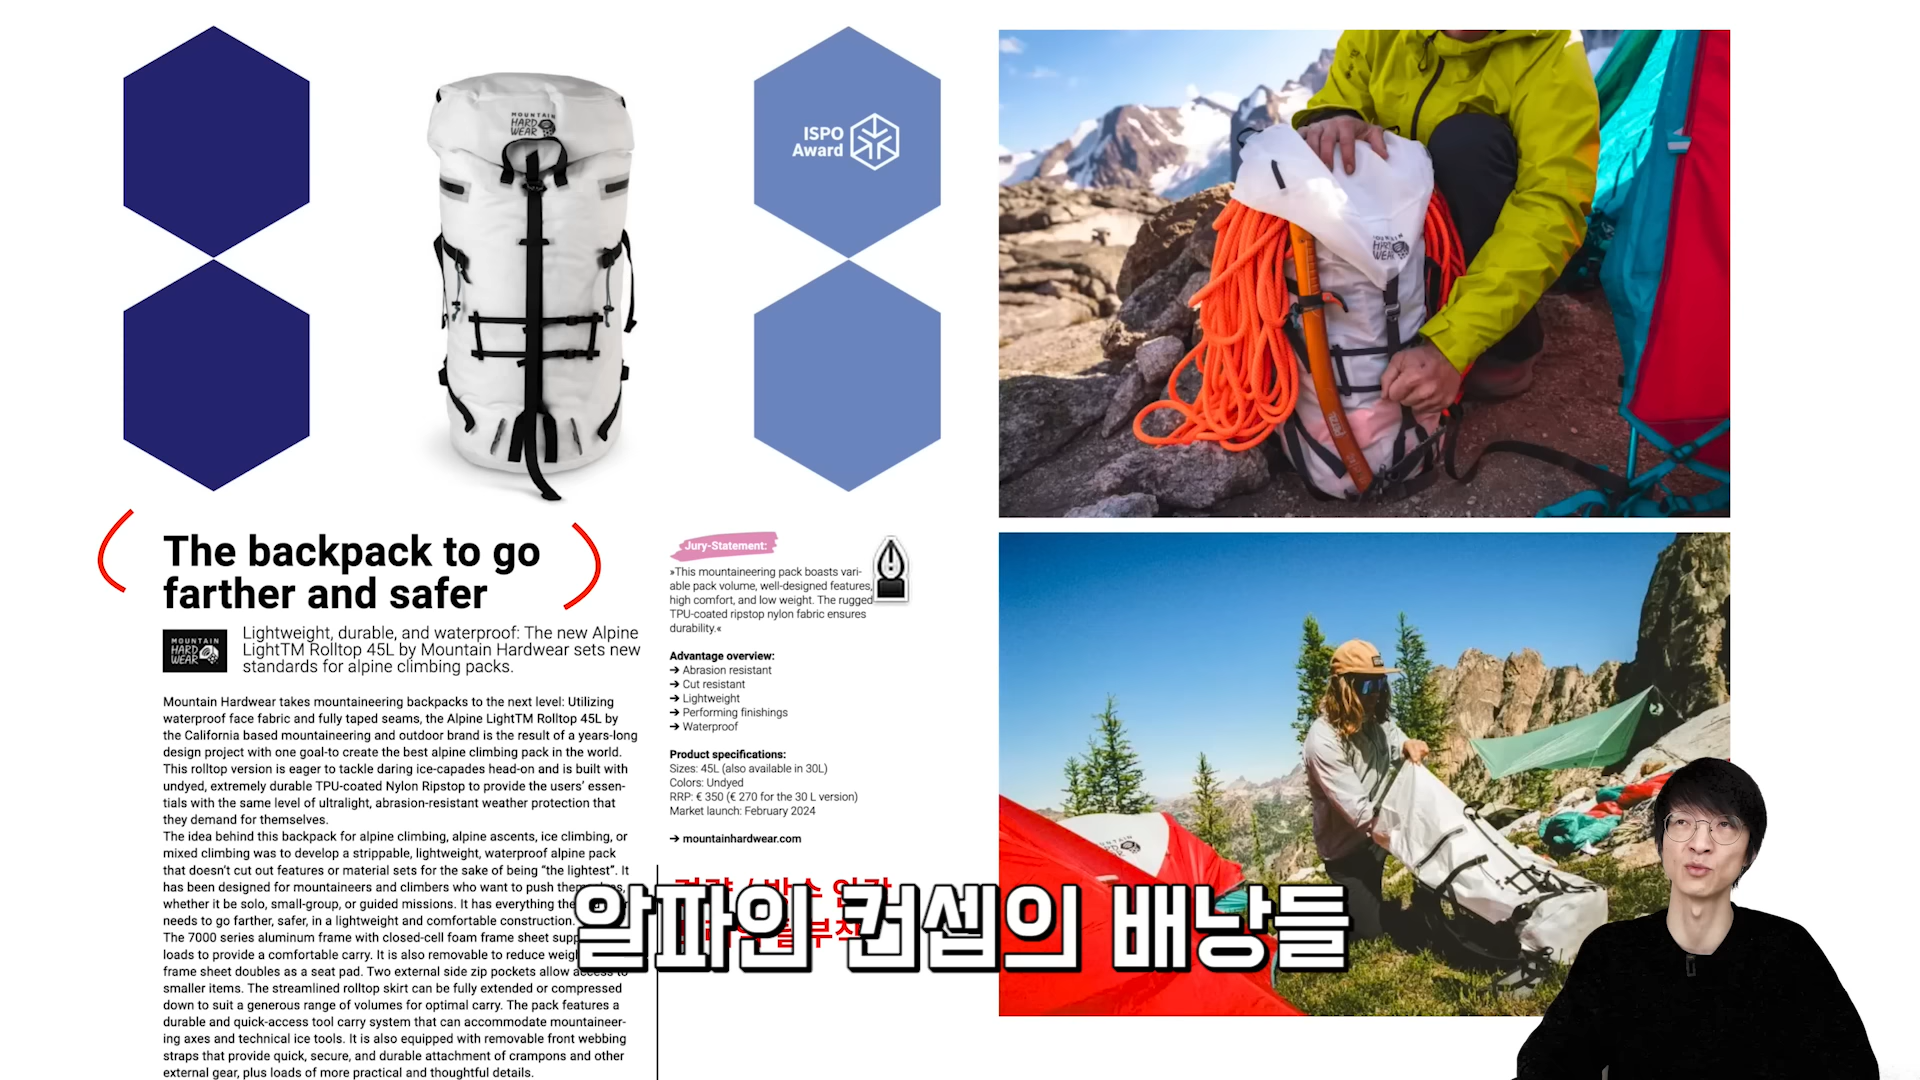 MOUNTAIN
HARD
WEAR
ISPO
Award
MOUNTAIN
HARD
WEAR
PETZL
The backpack to go
farther and safer
MOUNTAIN
HARD
WEAR
Lightweight, durable, and waterproof: The new Alpine
LightTM Rolltop 45L by Mountain Hardwear sets new
standards for alpine climbing packs.
Mountain Hardwear takes mountaineering backpacks to the next level: Utilizing
waterproof face fabric and fully taped seams, the Alpine LightTM Rolltop 45L by
the California based mountaineering and outdoor brand is the result of a years-long
design project with one goal-to create the best alpine climbing pack in the world.
This rolltop version is eager to tackle daring ice-capades head-on and is built with
undyed, extremely durable TPU-coated Nylon Ripstop to provide the users' essen-
tials with the same level of ultralight, abrasion-resistant weather protection that
they demand for themselves.
The idea behind this backpack for alpine climbing, alpine ascents, ice climbing, or
mixed climbing was to develop a strippable, lightweight, waterproof alpine pack
that doesn't cut out features or material sets for the sake of being "the lightest". It
has been designed for mountaineers and climbers who want to push
whether it be solo, small-group, or guided missions. It has everything
needs to go farther, safer, in a lightweight and comfortable construction.
The 7000 series aluminum frame with closed-cell foam frame sheet
loads to provide a comfortable carry. It is also removable to reduce
frame sheet doubles as a seat pad. Two external side zip pockets allow access to
smaller items. The streamlined rolltop skirt can be fully extended or compressed
down to suit a generous range of volumes for optimal carry. The pack features a
durable and quick-access tool carry system that can accommodate mountaineer-
ing axes and technical ice tools. It is also equipped with removable front webbing
straps that provide quick, secure, and durable attachment of crampons and other
external gear, plus loads of more practical and thoughtful details.
Jury-Statement:
»This mountaineering pack boasts vari-
able pack volume, well-designed features,
high comfort, and low weight. The rugged
TPU-coated ripstop nylon fabric ensures
durability.«
Advantage overview:
➔ Abrasion resistant
➔ Cut resistant
➔ Lightweight
➔ Performing finishings
➔ Waterproof
Product specifications:
Sizes: 45L (also available in 30L)
Colors: Undyed
RRP: € 350 (€ 270 for the 30 L version)
Market launch: February 2024
➔ mountainhardwear.com
알파인 컨셉의 배낭들